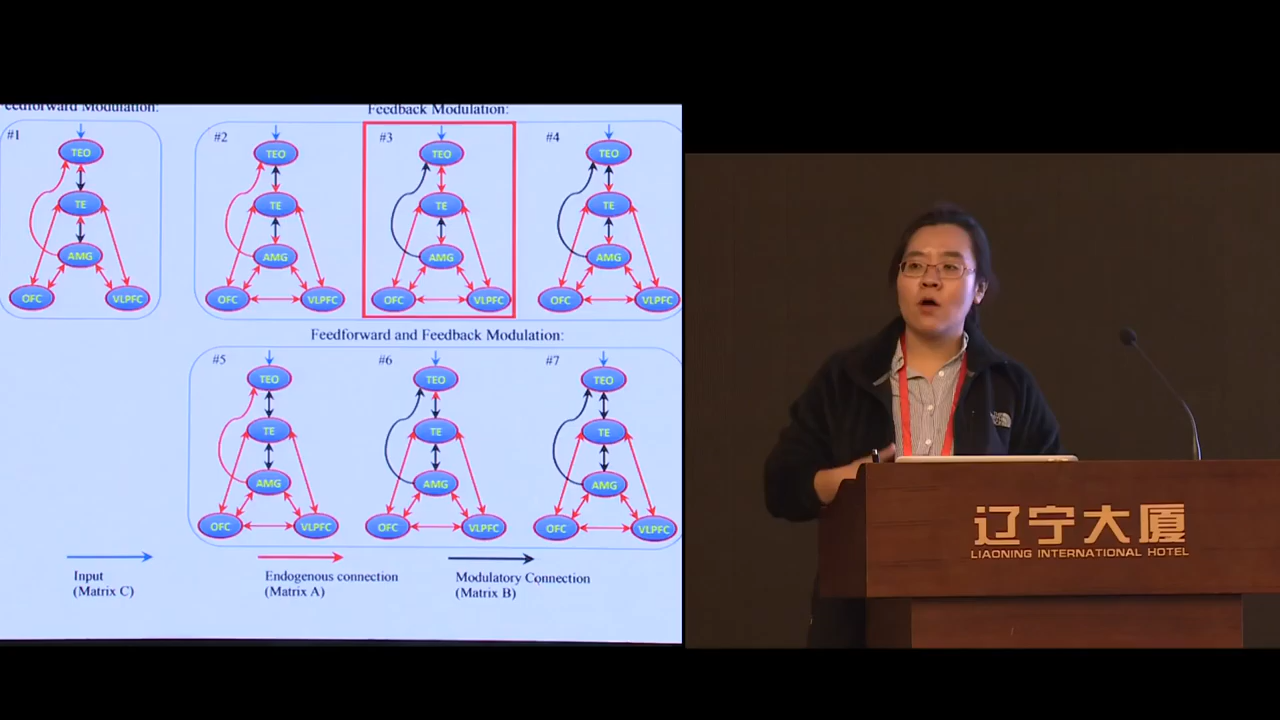 eedforward Modulation:
Feedback Modulation:
#1
#2
#3
#4
TEO
TEO
TEO
TEO
TE
TE
TE
TE
AMG
AMG
AMG
AMG
OFC
VLPFC
OFC
VLPFC
OFC
VLPFC
OFC
VLPFC
Feedforward and Feedback Modulation:
#5
#6
#7
TEO
TEO
TEO
TE
TE
TE
AMG
AMG
AMG
OFC
VLPFC
OFC
VLPFC
OFC
VLPFC
Input
(Matrix C)
Endogenous connection
(Matrix A)
Modulatory Connection
(Matrix B)
辽宁大厦
LIAONING INTERNATIONAL HOTEL